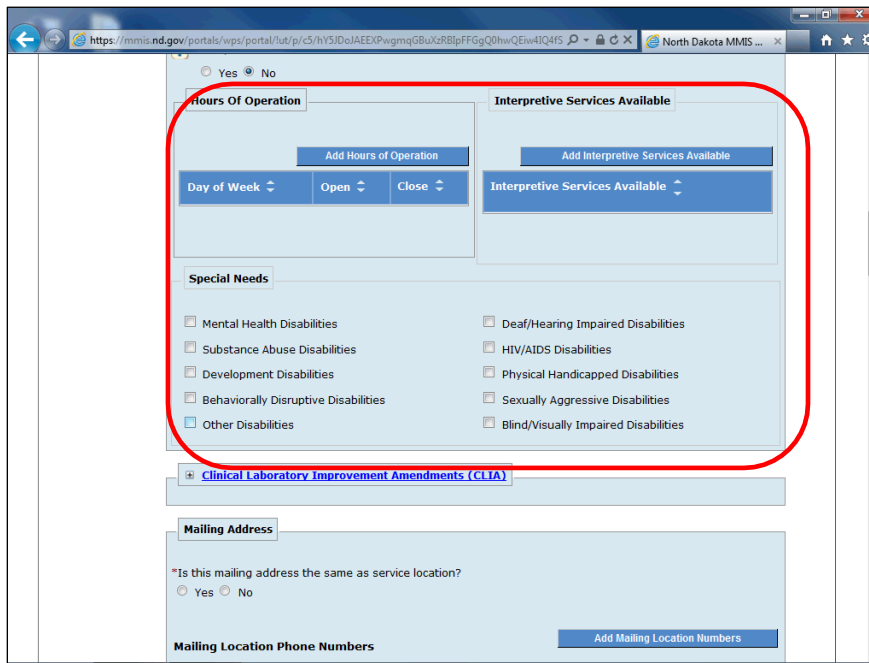 https://mmis.nd.gov/portals/wps/portal/!ut/p/c5/hY5JDoJAEEXPwgmqGBuXzRBIpFFGgQ0hwQEiw4IQ4fS
North Dakota MMIS ...
Yes No
Hours Of Operation
Interpretive Services Available
Add Hours of Operation
Add Interpretive Services Available
Day of Week Open Close
Interpretive Services Available
Special Needs
Mental Health Disabilities
Deaf/Hearing Impaired Disabilities
Substance Abuse Disabilities
HIV/AIDS Disabilities
Development Disabilities
Physical Handicapped Disabilities
Behaviorally Disruptive Disabilities
Sexually Aggressive Disabilities
Other Disabilities
Blind/Visually Impaired Disabilities
Clinical Laboratory Improvement Amendments (CLIA)
Mailing Address
*Is this mailing address the same as service location?
Yes No
Add Mailing Location Numbers
Mailing Location Phone Numbers